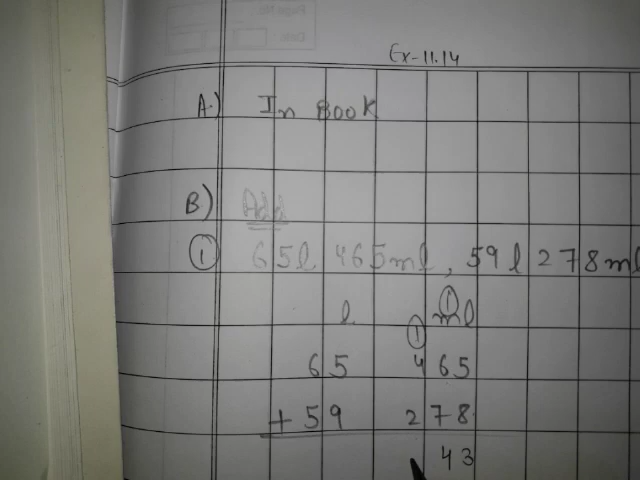 Ex-11.14
A.) In Book
B) Add
① 65l 465ml, 59l 278ml
l ① ml
①
65 465
+59 278
43